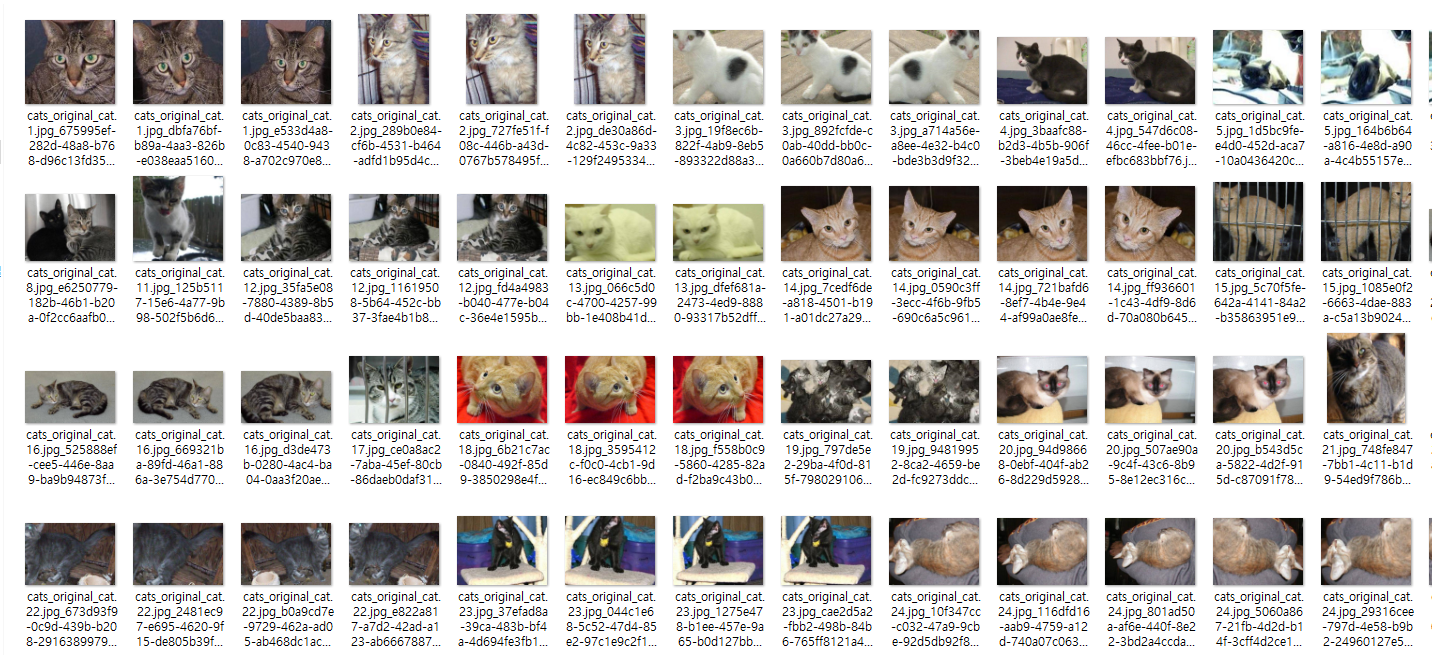 cats_original_cat.
1.jpg_675995ef-
282d-48a8-b76
8-d96c13fd35...
cats_original_cat.
1.jpg_dbfa76bf-
b89a-4aa3-826b
-e038eaa5160...
cats_original_cat.
1.jpg_e533d4a8-
0c83-4540-943
8-a702c970e8...
cats_original_cat.
2.jpg_289b0e84-
cf6b-4531-b464
-adfd1b95d4c...
cats_original_cat.
2.jpg_727fe51f-f
08c-446b-a43d-
0767b578495f...
cats_original_cat.
2.jpg_de30a86d-
4c82-453c-9a33
-129f2495334...
cats_original_cat.
3.jpg_19f8ec6b-
822f-4ab9-8eb5
-893322d88a3...
cats_original_cat.
3.jpg_892fcfde-c
0ab-40dd-bb0c-
0a660b7d80a6...
cats_original_cat.
3.jpg_a714a56e-
a8ee-4e32-b4c0
-bde3b3d9f32...
cats_original_cat.
4.jpg_3baafc88-
b2d3-4b5b-906f
-3beb4e19a5d...
cats_original_cat.
4.jpg_547d6c08-
46cc-4fee-b01e-
efbc683bbf76.j...
cats_original_cat.
5.jpg_1d5bc9fe-
e4d0-452d-aca7
-10a0436420c...
cats_original_cat.
5.jpg_164b6b64
-a816-4e8d-a90
a-4c4b55157e...
cats_original_cat.
8.jpg_e6250779-
182b-46b1-b20
a-0f2cc6aafb0...
cats_original_cat.
11.jpg_125b511
7-15e6-4a77-9b
98-502f5b6d6...
cats_original_cat.
12.jpg_35fa5e08
-7880-4389-8b5
d-40de5baa83...
cats_original_cat.
12.jpg_1161950
8-5b64-452c-bb
37-3fae4b1b8...
cats_original_cat.
12.jpg_fd4a4983
-b040-477e-b04
c-36e4e1595b...
cats_original_cat.
13.jpg_066c5d0
c-4700-4257-99
bb-1e408b41d...
cats_original_cat.
13.jpg_dfef681a-
2473-4ed9-888
0-93317b52dff...
cats_original_cat.
14.jpg_7cedf6de
-a818-4501-b19
1-a01dc27a29...
cats_original_cat.
14.jpg_0590c3ff
-3ecc-4f6b-9fb5
-690c6a5c961...
cats_original_cat.
14.jpg_721bafd6
-8ef7-4b4e-9e4
4-af99a0ae8fe...
cats_original_cat.
14.jpg_ff936601
-1c43-4df9-8d6
d-70a080b645...
cats_original_cat.
15.jpg_5c70f5fe-
642a-4141-84a2
-b35863951e9...
cats_original_cat.
15.jpg_1085e0f2
-6663-4dae-883
a-c5a13b9024...
cats_original_cat.
16.jpg_525888ef
-cee5-446e-8aa
9-ba9b94873f...
cats_original_cat.
16.jpg_669321b
a-89fd-46a1-88
6a-3e754d770...
cats_original_cat.
16.jpg_d3de473
b-0280-4ac4-ba
04-0aa3f20ae...
cats_original_cat.
17.jpg_ce0a8ac2
-7aba-45ef-80cb
-86daeb0daf31...
cats_original_cat.
18.jpg_6b21c7ac
-0840-492f-85d
9-3850298e4f...
cats_original_cat.
18.jpg_3595412
c-f0c0-4cb1-9d
16-ec849c6bb...
cats_original_cat.
18.jpg_f558b0c9
-5860-4285-82a
d-f2ba9c43b0...
cats_original_cat.
19.jpg_797de5e
2-29ba-4f0d-81
5f-798029106...
cats_original_cat.
19.jpg_9481995
2-8ca2-4659-be
2d-fc9273ddc...
cats_original_cat.
20.jpg_94d9866
8-0ebf-404f-ab2
6-8d229d5928...
cats_original_cat.
20.jpg_507ae90a
-9c4f-43c6-8b9
5-8e12ec316c...
cats_original_cat.
20.jpg_b543d5c
a-5822-4d2f-91
5d-c87091f78...
cats_original_cat.
21.jpg_748fe847
-7bb1-4c11-b1d
9-54ed9f786b...
cats_original_cat.
22.jpg_673d93f9
-0c9d-439b-b20
8-2916389979...
cats_original_cat.
22.jpg_2481ec9
7-e695-4620-9f
15-de805b39f...
cats_original_cat.
22.jpg_b0a9cd7e
-9729-462a-ad0
5-ab468dc1ac...
cats_original_cat.
22.jpg_e822a81
7-a7d2-42ad-a1
23-ab6667887...
cats_original_cat.
23.jpg_37efad8a
-39ca-483b-bf4
a-4d694fe3fb1...
cats_original_cat.
23.jpg_044c1e6
8-5c52-47d4-85
e2-97c1e9c2f1...
cats_original_cat.
23.jpg_1275e47
8-b1ee-457e-9a
65-b0d127bb...
cats_original_cat.
23.jpg_cae2d5a2
-fbb2-498b-84b
6-765ff8121a4...
cats_original_cat.
24.jpg_10f347cc
-c032-47a9-9cb
e-92d5db92f8...
cats_original_cat.
24.jpg_116dfd16
-aab9-4759-a12
d-740a07c063...
cats_original_cat.
24.jpg_801ad50
a-af6e-440f-8e2
2-3bd2a4ccda...
cats_original_cat.
24.jpg_5060a86
7-21fb-4d2d-b1
4f-3cff4d2ce1...
cats_original_cat.
24.jpg_29316cee
-797d-4e58-b9b
2-24960127e5...